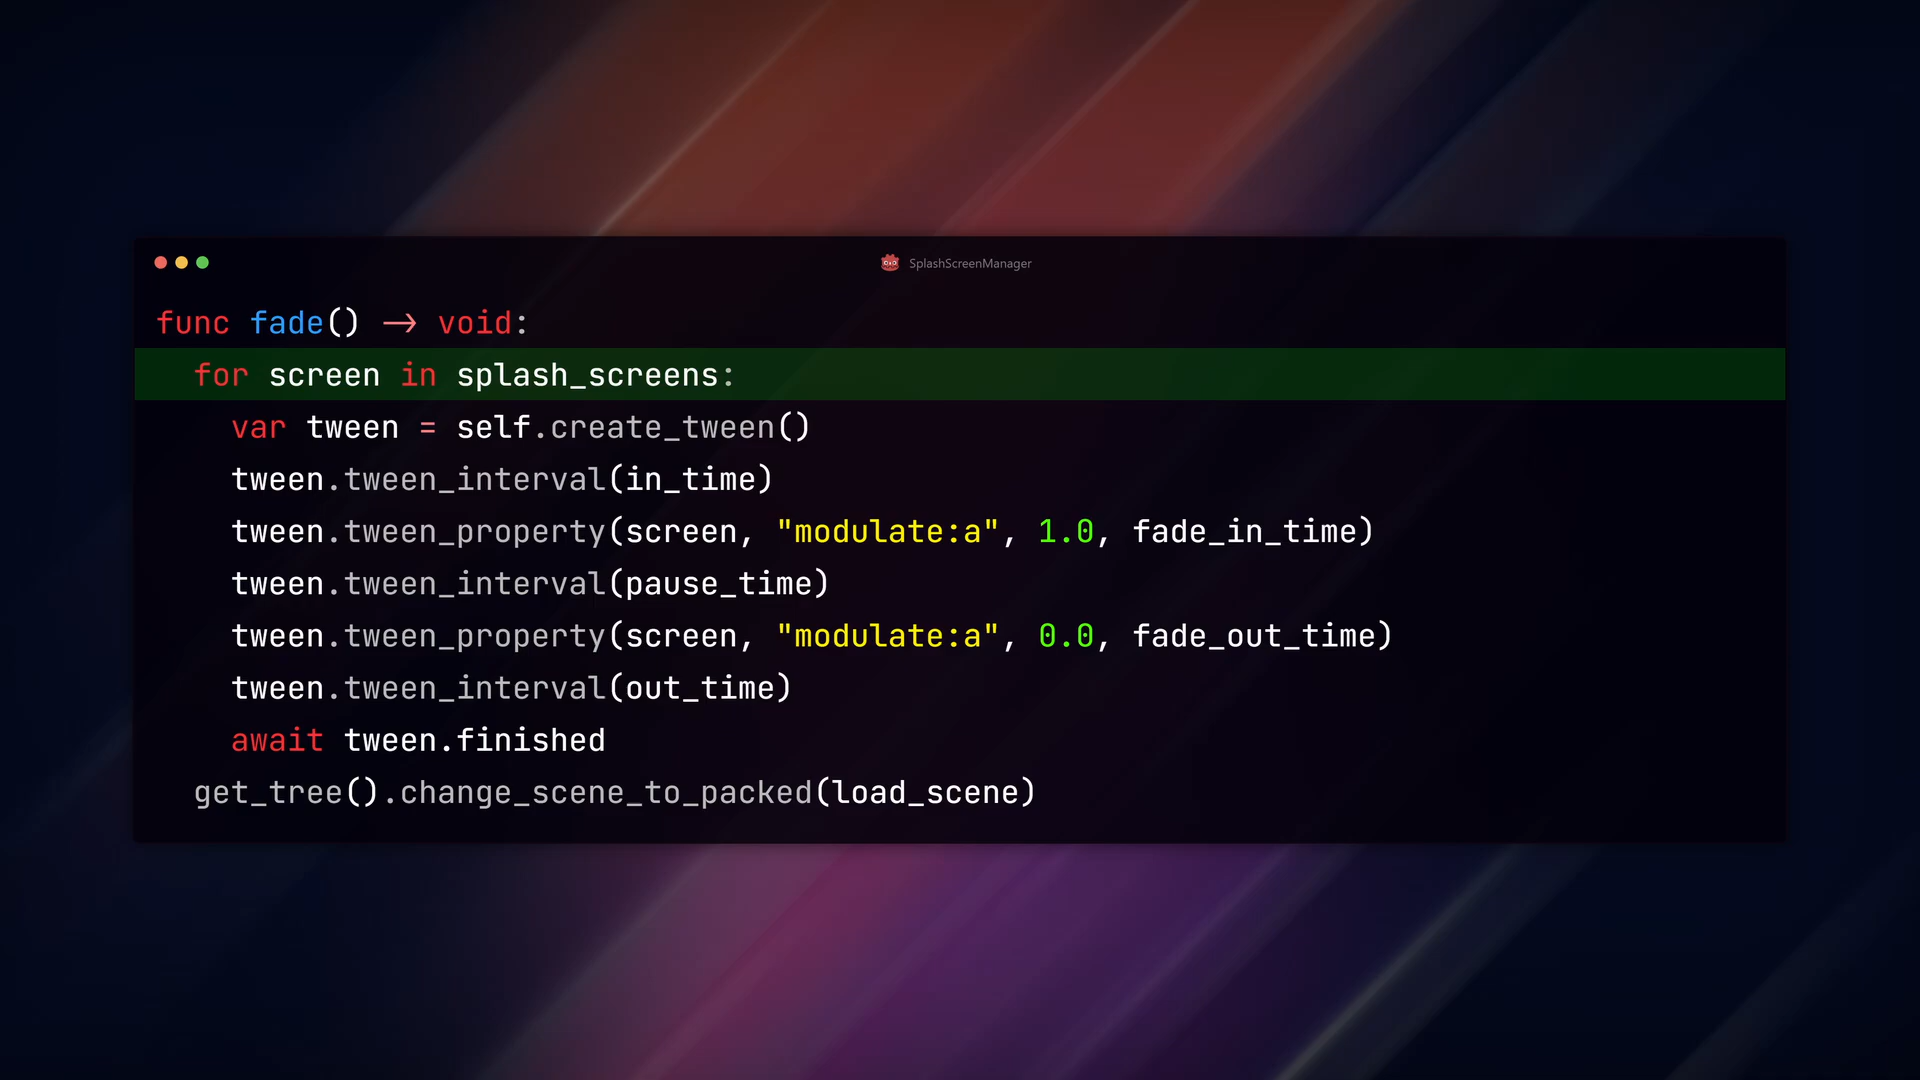 SplashScreenManager
func fade() -> void:
for screen in splash_screens:
var tween = self.create_tween()
tween.tween_interval(in_time)
tween.tween_property(screen, "modulate:a", 1.0, fade_in_time)
tween.tween_interval(pause_time)
tween.tween_property(screen, "modulate:a", 0.0, fade_out_time)
tween.tween_interval(out_time)
await tween.finished
get_tree().change_scene_to_packed(load_scene)